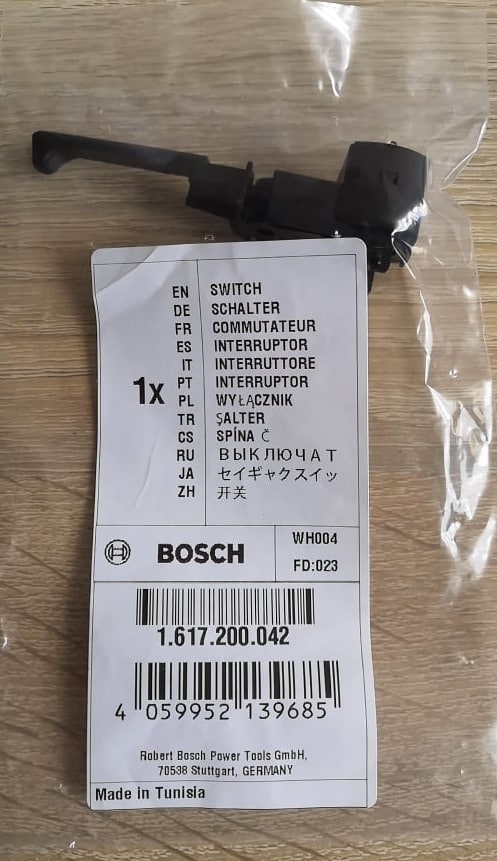 1x
EN SWITCH
DE SCHALTER
FR COMMUTATEUR
ES INTERRUPTOR
IT INTERRUTTORE
PT INTERRUPTOR
PL WYŁĄCZNIK
TR ŞALTER
CS SPÍNA Č
RU ВЫКЛЮЧАТ
JA セイギャクスイッ
ZH 开关
BOSCH
WH004
FD:023
1.617.200.042
4 059952 139685
Robert Bosch Power Tools GmbH,
70538 Stuttgart, GERMANY
Made in Tunisia